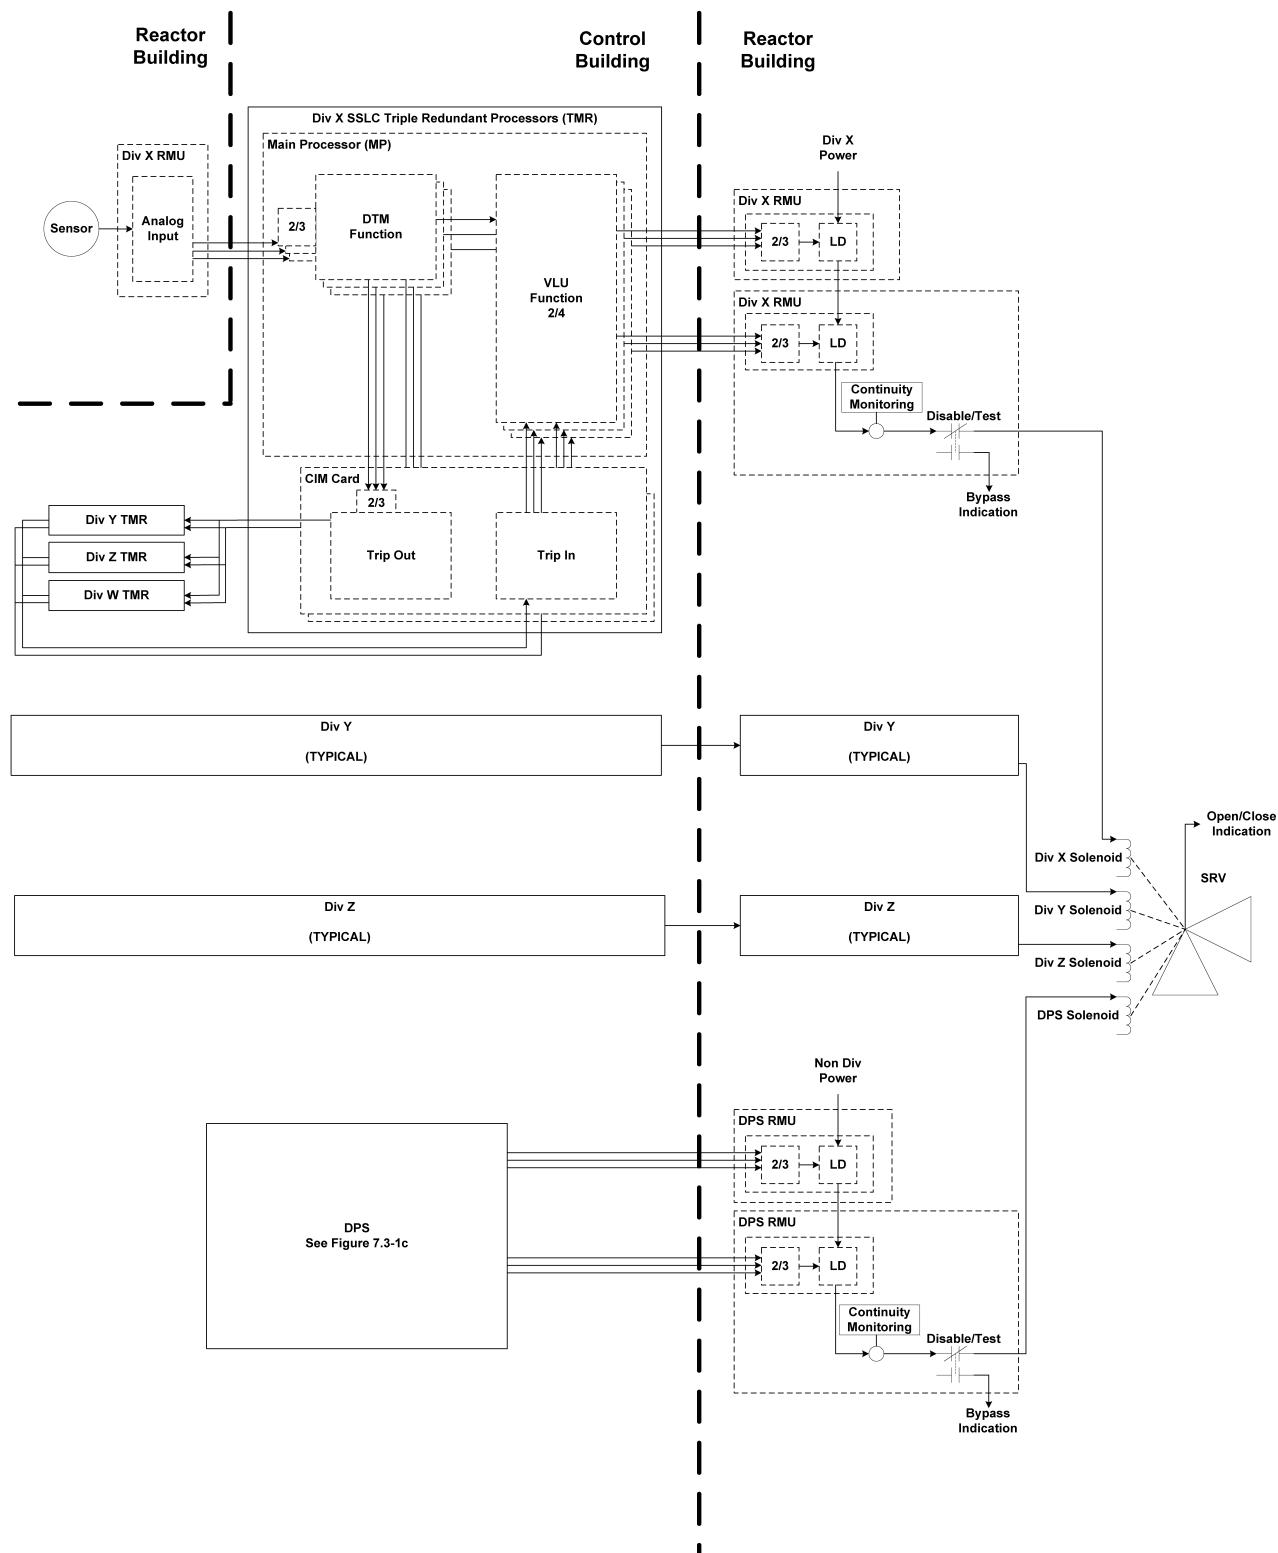 Reactor
Building
Control
Building
Reactor
Building
Div X SSLC Triple Redundant Processors (TMR)
Main Processor (MP)
Div X RMU
Sensor
Analog
Input
2/3
DTM
Function
VLU
Function
2/4
Div X
Power
Div X RMU
2/3
LD
Div X RMU
2/3
LD
Continuity
Monitoring
Disable/Test
Bypass
Indication
CIM Card
2/3
Trip Out
Trip In
Div Y TMR
Div Z TMR
Div W TMR
Div Y
(TYPICAL)
Div Y
(TYPICAL)
Open/Close
Indication
Div X Solenoid
SRV
Div Z
(TYPICAL)
Div Z
(TYPICAL)
Div Y Solenoid
Div Z Solenoid
DPS Solenoid
Non Div
Power
DPS RMU
2/3
LD
DPS
See Figure 7.3-1c
DPS RMU
2/3
LD
Continuity
Monitoring
Disable/Test
Bypass
Indication